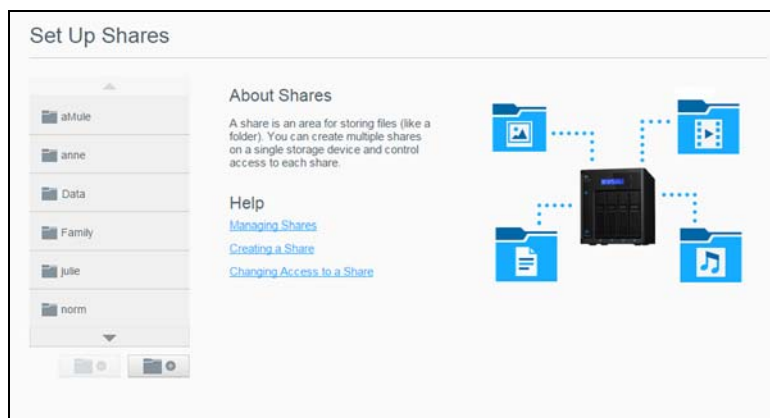 Set Up Shares
aMule
anne
Data
Family
julie
norm
About Shares
A share is an area for storing files (like a
folder). You can create multiple shares
on a single storage device and control
access to each share.
Help
Managing Shares
Creating a Share
Changing Access to a Share